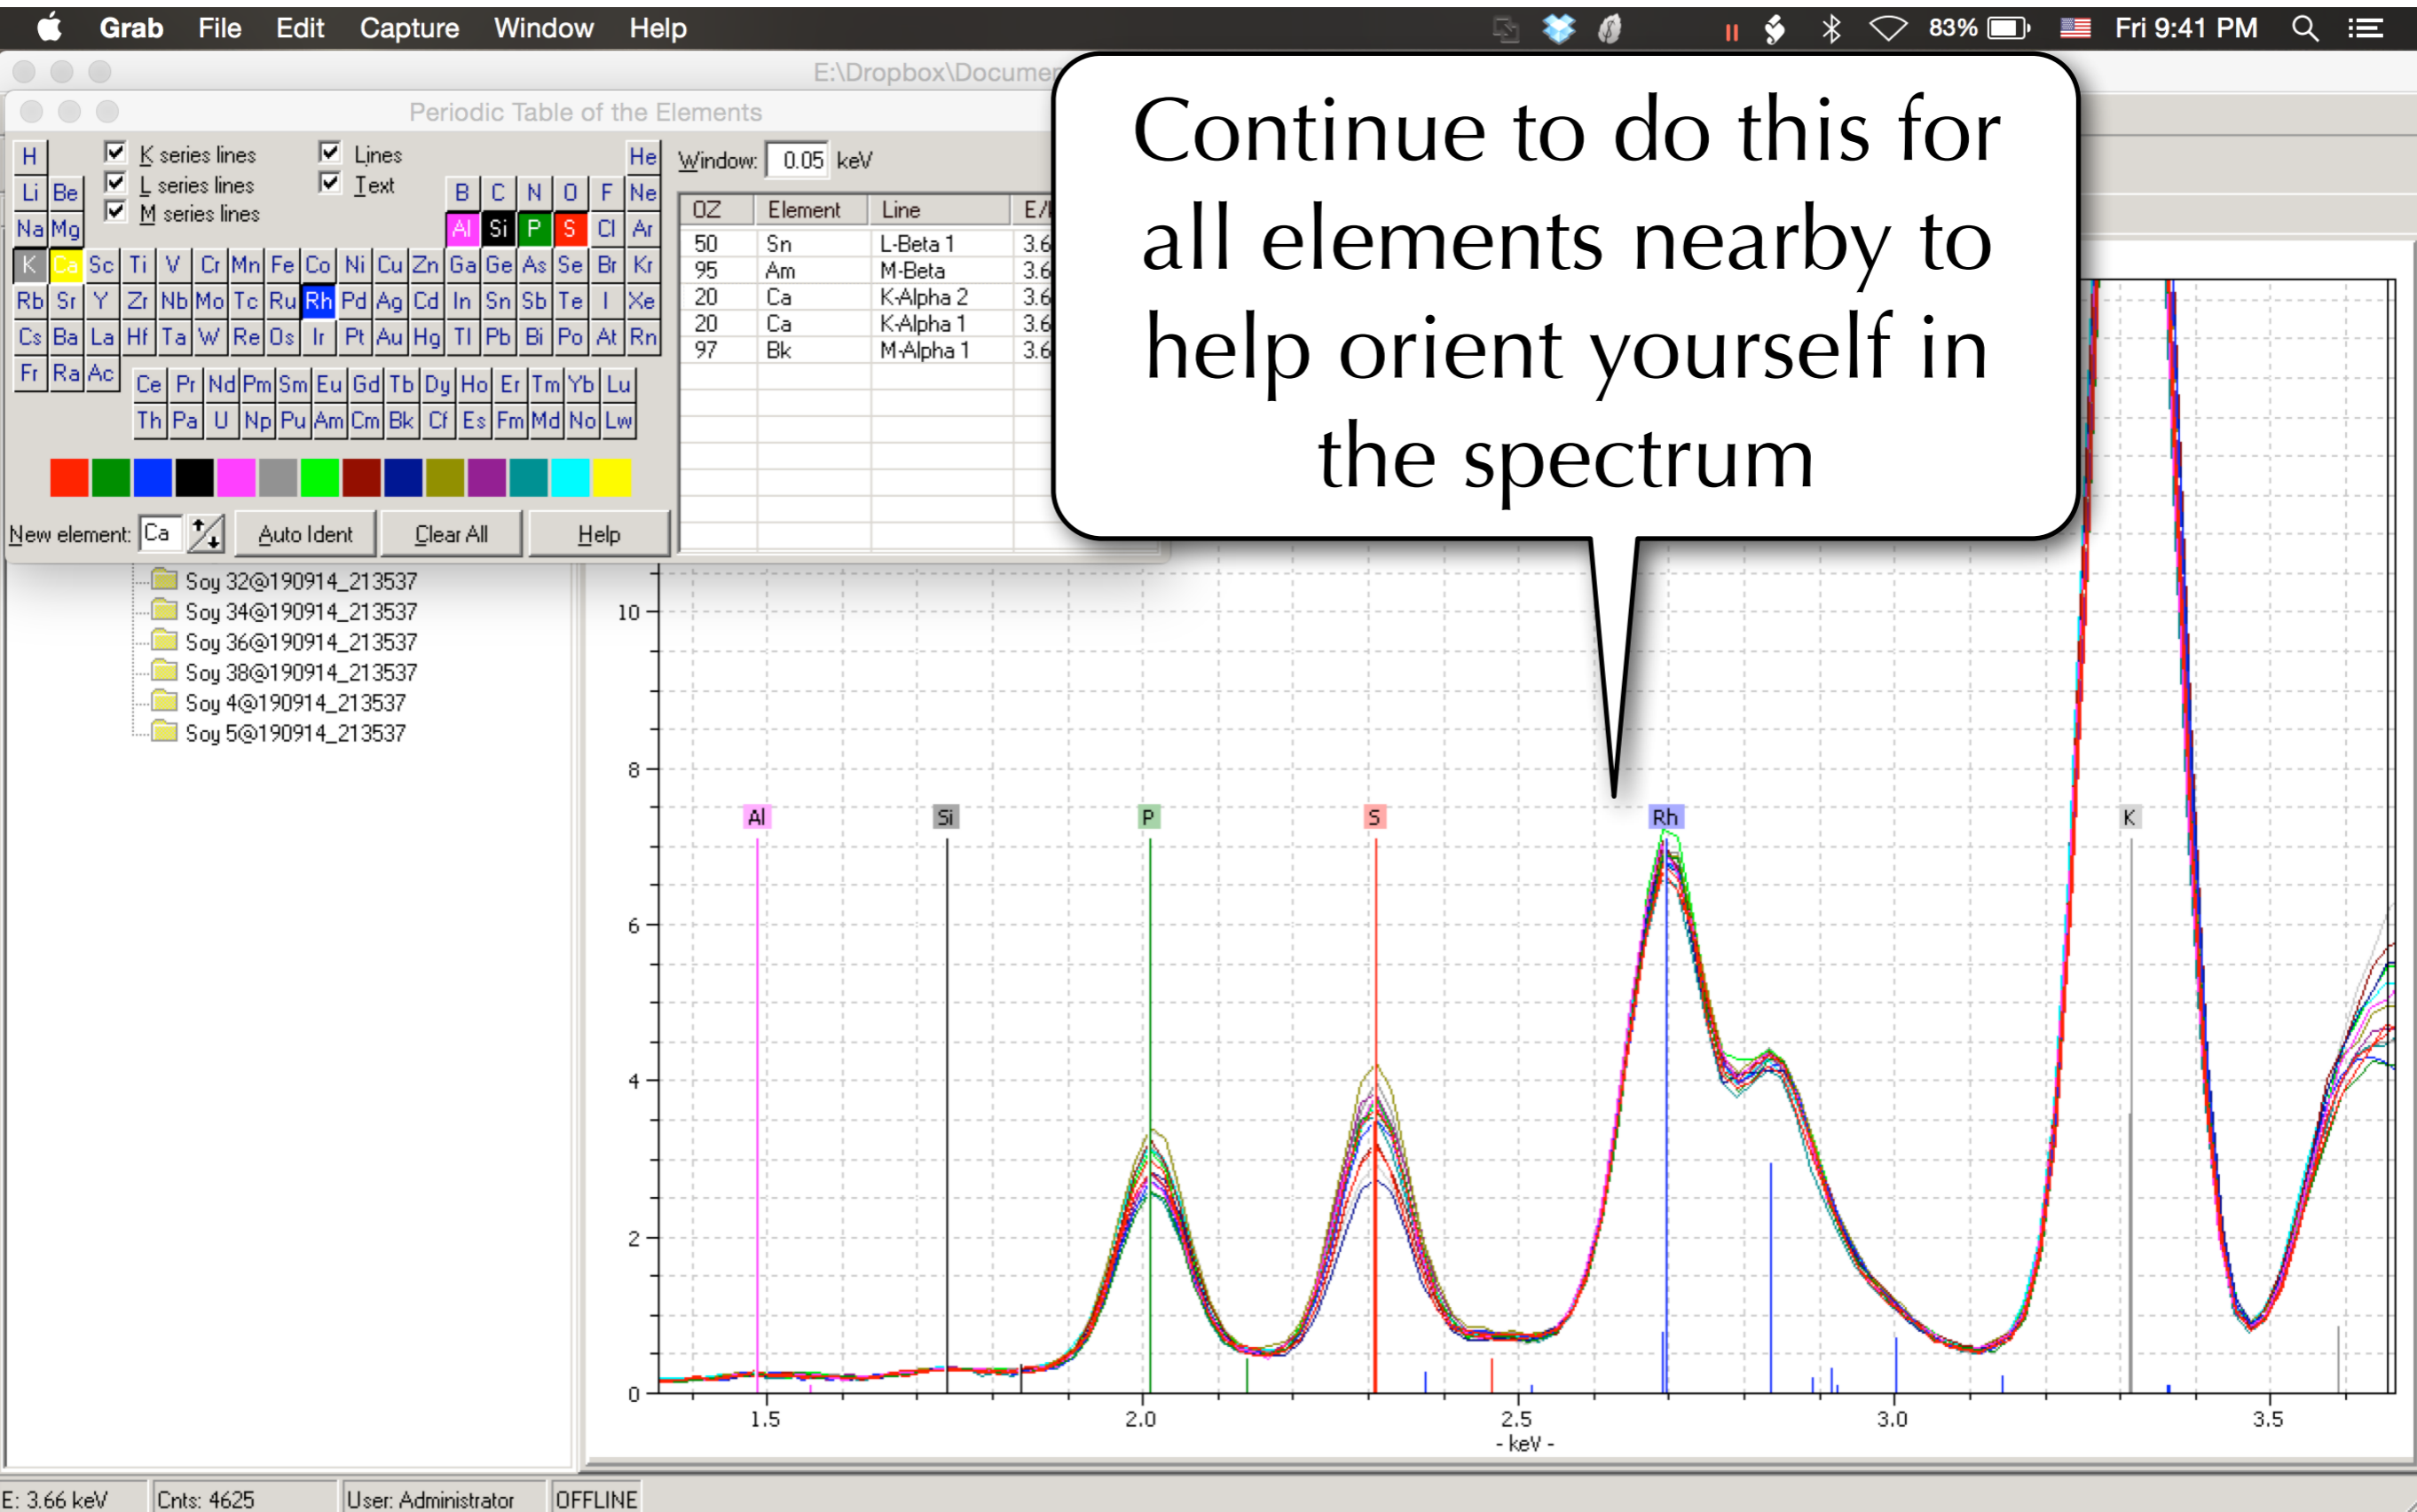 Grab File Edit Capture Window Help 83% Fri 9:41 PM
E:\Dropbox\Docume
Periodic Table of the Elements
K series lines
L series lines
M series lines
Lines
Text
Window: 0.05 keV
H He
Li Be B C N O F Ne
Na Mg Al Si P S Cl Ar
K Ca Sc Ti V Cr Mn Fe Co Ni Cu Zn Ga Ge As Se Br Kr
Rb Sr Y Zr Nb Mo Tc Ru Rh Pd Ag Cd In Sn Sb Te I Xe
Cs Ba La Hf Ta W Re Os Ir Pt Au Hg Tl Pb Bi Po At Rn
Fr Ra Ac
Ce Pr Nd Pm Sm Eu Gd Tb Dy Ho Er Tm Yb Lu
Th Pa U Np Pu Am Cm Bk Cf Es Fm Md No Lw
New element: Ca Auto Ident Clear All Help
OZ Element Line E/
50 Sn L-Beta 1 3.6
95 Am M-Beta 3.6
20 Ca K-Alpha 2 3.6
20 Ca K-Alpha 1 3.6
97 Bk M-Alpha 1 3.6
Continue to do this for
all elements nearby to
help orient yourself in
the spectrum
Soy 32@190914_213537
Soy 34@190914_213537
Soy 36@190914_213537
Soy 38@190914_213537
Soy 4@190914_213537
Soy 5@190914_213537
10
8
6
4
2
0
Al Si P S Rh K
1.5 2.0 2.5 3.0 3.5
- keV -
E: 3.66 keV Cnts: 4625 User: Administrator OFFLINE